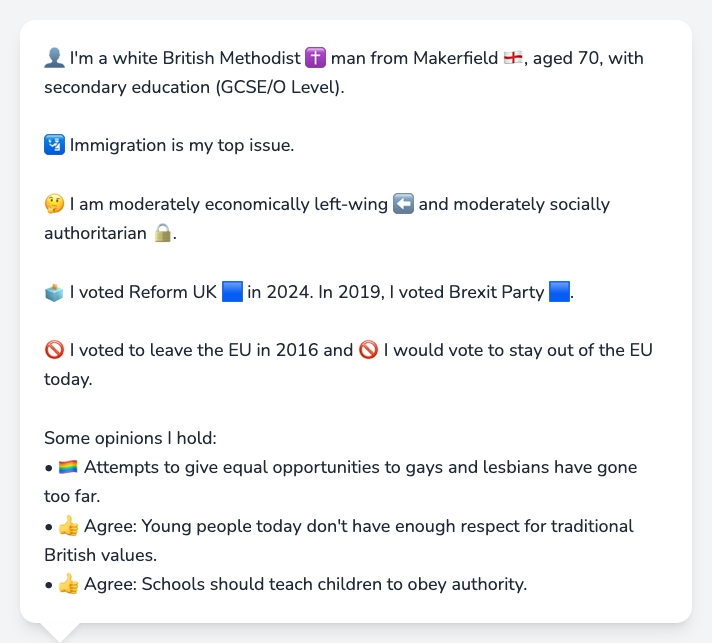 👤 I'm a white British Methodist ✝️ man from Makerfield 🏴󠁧󠁢󠁥󠁮󠁧󠁿, aged 70, with
secondary education (GCSE/O Level).
🛂 Immigration is my top issue.
🤔 I am moderately economically left-wing ⬅️ and moderately socially
authoritarian 🔒.
🗳️ I voted Reform UK 🟦 in 2024. In 2019, I voted Brexit Party 🟦.
🚫 I voted to leave the EU in 2016 and 🚫 I would vote to stay out of the EU
today.
Some opinions I hold:
• 🏳️‍🌈 Attempts to give equal opportunities to gays and lesbians have gone
too far.
• 👍 Agree: Young people today don't have enough respect for traditional
British values.
• 👍 Agree: Schools should teach children to obey authority.